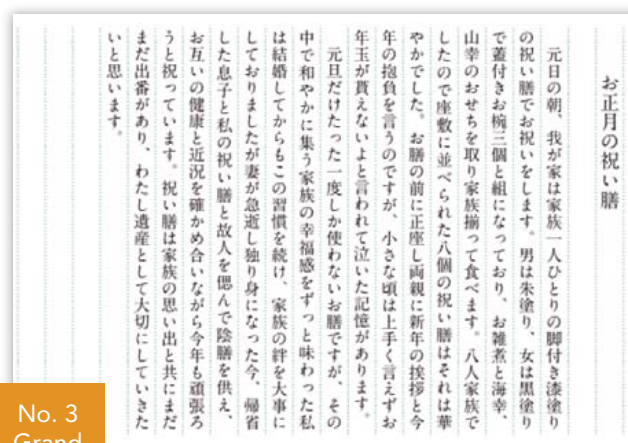 お正月の祝い膳
元日の朝、我が家は家族一人ひとりの脚付き漆塗り
の祝い膳でお祝いをします。男は朱塗り、女は黒塗り
で蓋付きお椀三個と組になっており、お雑煮と海幸、
山幸のおせちを取り家族揃って食べます。八人家族で
したので座敷に並べられた八個の祝い膳はそれは華
やかでした。お膳の前に正座し両親に新年の挨拶と今
年の抱負を言うのですが、小さな頃は上手く言えずお
年玉が貰えないよと言われて泣いた記憶があります。
元旦だけたった一度しか使わないお膳ですが、その
中で和やかに集う家族の幸福感をずっと味わった私
は結婚してからもこの習慣を続け、家族の絆を大事に
しておりましたが妻が急逝し独り身になった今、帰省
した息子と私の祝い膳と故人を偲んで陰膳を供え、
お互いの健康と近況を確かめ合いながら今年も頑張ろ
うと祝っています。祝い膳は家族の思い出と共にまだ
まだ出番があり、わたし遺産として大切にしていきた
いと思います。
No. 3
Grand